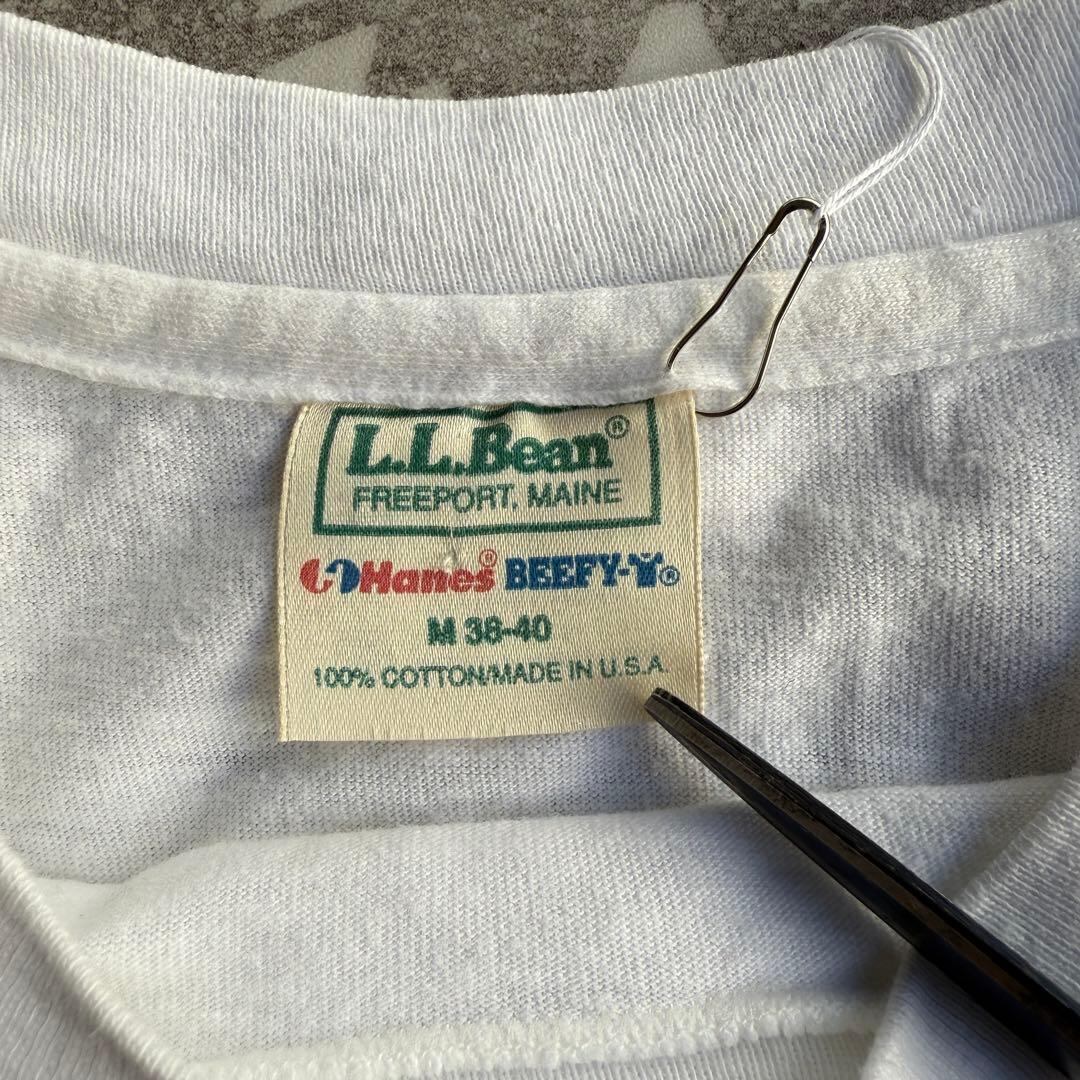 L.L.Bean®
FREEPORT, MAINE
Hanes® BEEFY-T®
M 38-40
100% COTTON/MADE IN U.S.A.